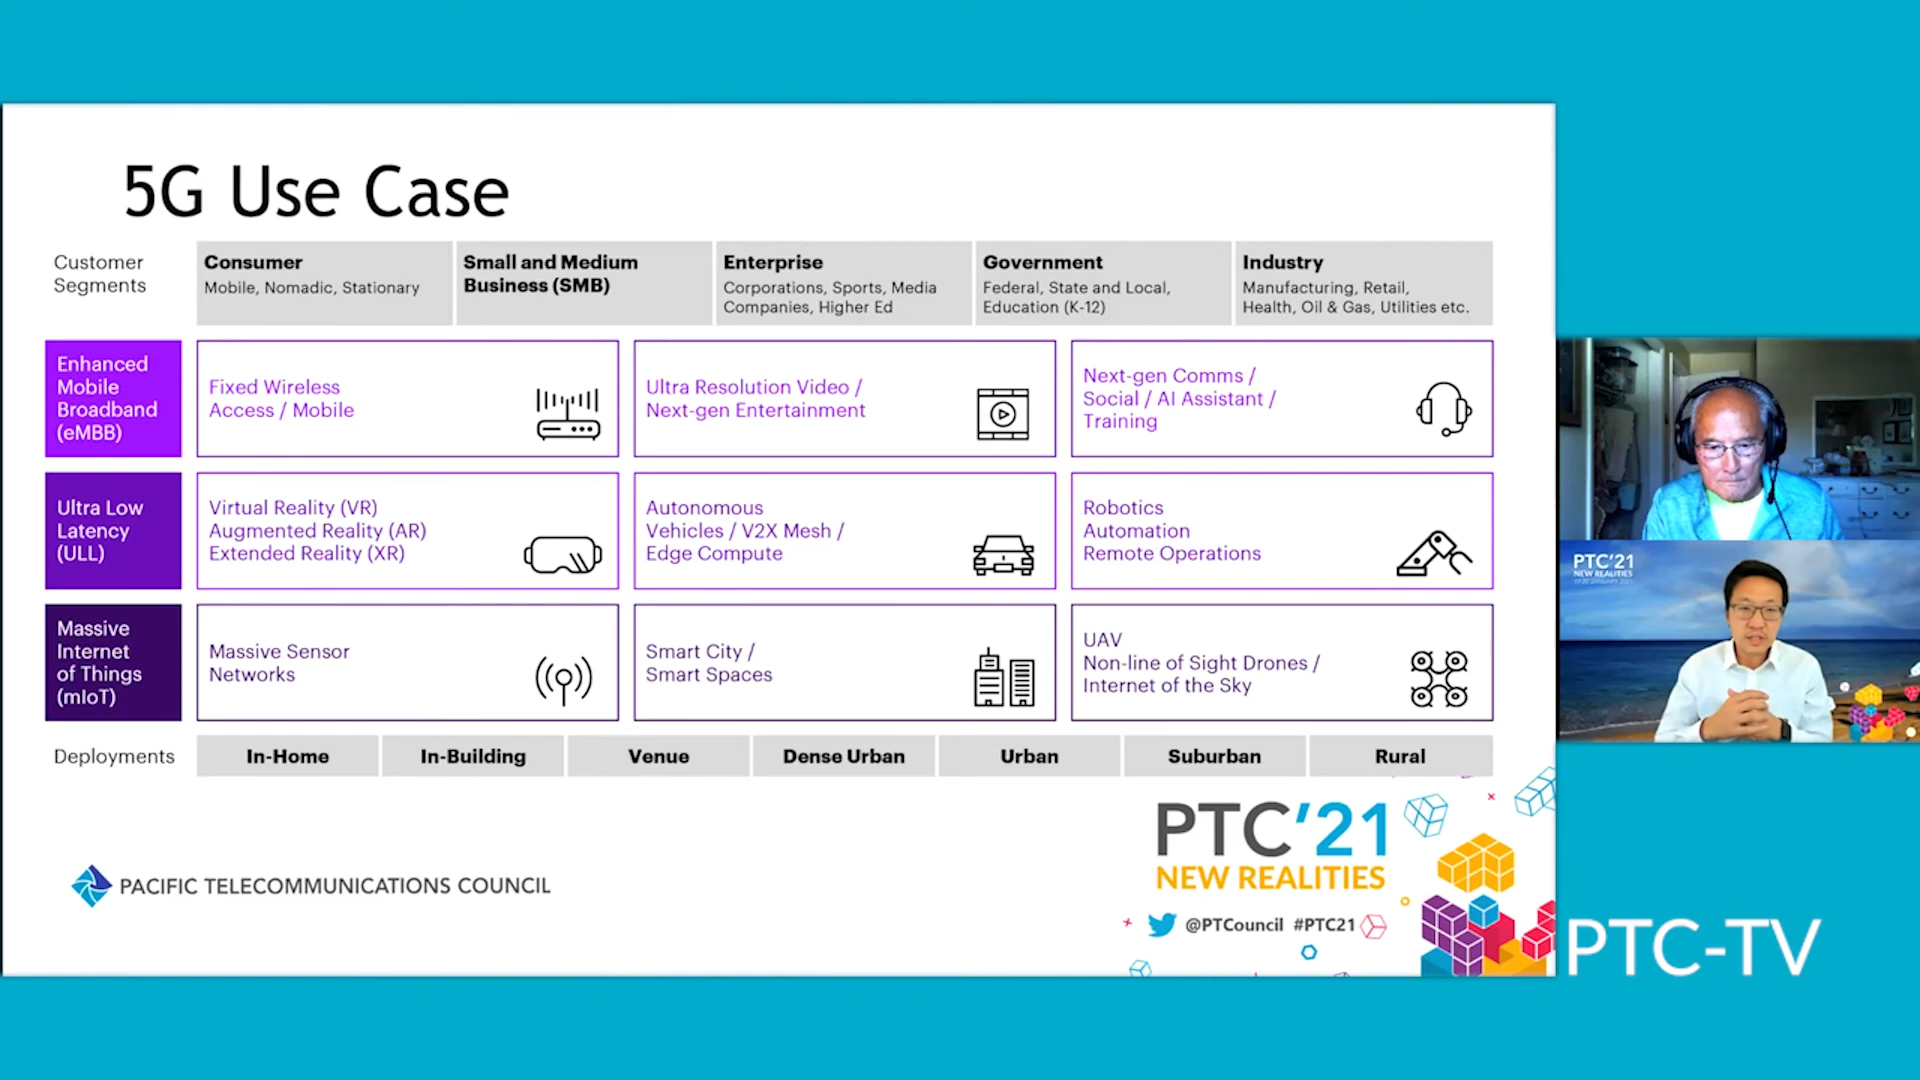 5G Use Case
Customer
Segments
Consumer
Mobile, Nomadic, Stationary
Small and Medium
Business (SMB)
Enterprise
Corporations, Sports, Media
Companies, Higher Ed
Government
Federal, State and Local,
Education (K-12)
Industry
Manufacturing, Retail,
Health, Oil & Gas, Utilities etc.
Enhanced
Mobile
Broadband
(eMBB)
Fixed Wireless
Access / Mobile
Ultra Resolution Video /
Next-gen Entertainment
Next-gen Comms /
Social / AI Assistant /
Training
Ultra Low
Latency
(ULL)
Virtual Reality (VR)
Augmented Reality (AR)
Extended Reality (XR)
Autonomous
Vehicles / V2X Mesh /
Edge Compute
Robotics
Automation
Remote Operations
Massive
Internet
of Things
(mIoT)
Massive Sensor
Networks
Smart City /
Smart Spaces
UAV
Non-line of Sight Drones /
Internet of the Sky
Deployments
In-Home
In-Building
Venue
Dense Urban
Urban
Suburban
Rural
PACIFIC TELECOMMUNICATIONS COUNCIL
PTC'21
NEW REALITIES
@PTCouncil #PTC21
PTC'21
NEW REALITIES
PTC-TV